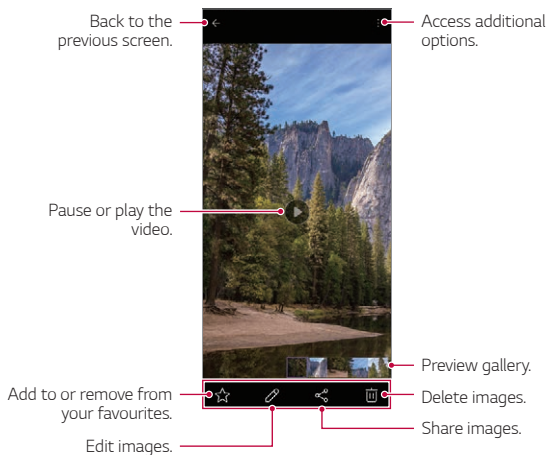 Back to the
previous screen.
Access additional
options.
Pause or play the
video.
Preview gallery.
Add to or remove from
your favourites.
Delete images.
Share images.
Edit images.